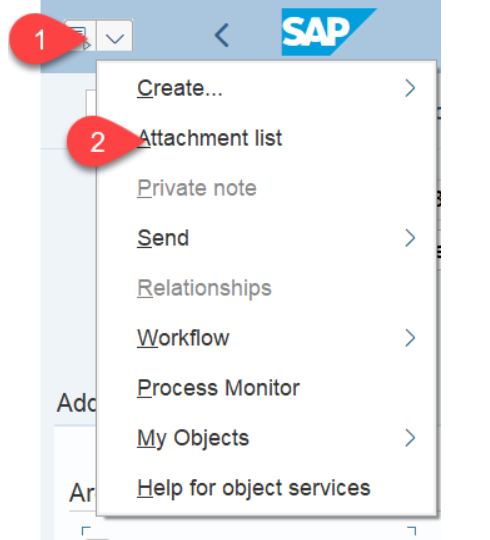 1
SAP
Create...
2
Attachment list
Private note
Send
Relationships
Workflow
Process Monitor
Add
My Objects
Ar
Help for object services